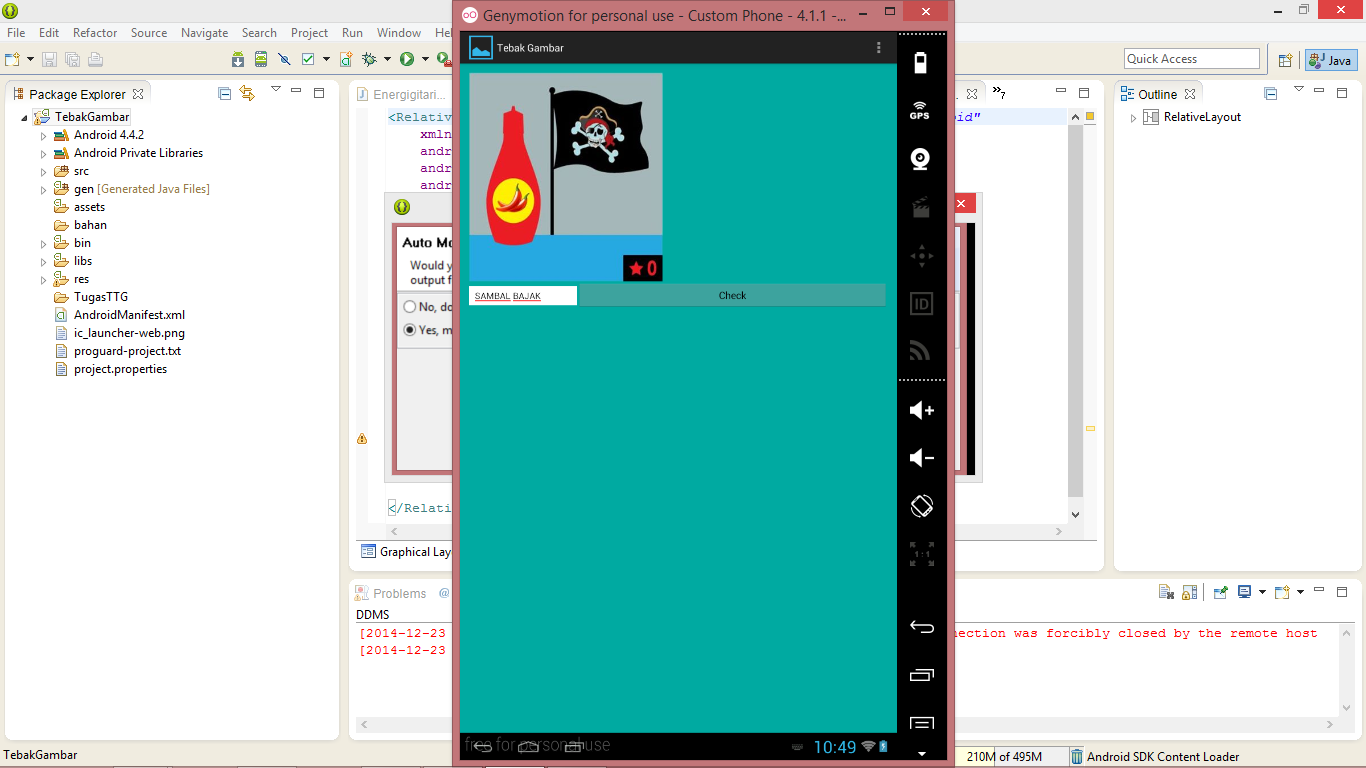 Genymotion for personal use - Custom Phone - 4.1.1 -...
File Edit Refactor Source Navigate Search Project Run Window He
Quick Access
Java
Package Explorer
TebakGambar
Android 4.4.2
Android Private Libraries
src
gen [Generated Java Files]
assets
bahan
bin
libs
res
TugasTTG
AndroidManifest.xml
ic_launcher-web.png
proguard-project.txt
project.properties
Energigitari...
<Relativ
xmln
andr
andr
andr
oid"
7
Auto Mo
Would y
output f
No, do
Yes, m
</Relati
Graphical Lay
Tebak Gambar
0
SAMBAL BAJAK
Check
free for personal use
10:49
GPS
ID
1:1
Outline
RelativeLayout
Problems @
DDMS
[2014-12-23 nection was forcibly closed by the remote host
[2014-12-23
TebakGambar
210M of 495M
Android SDK Content Loader